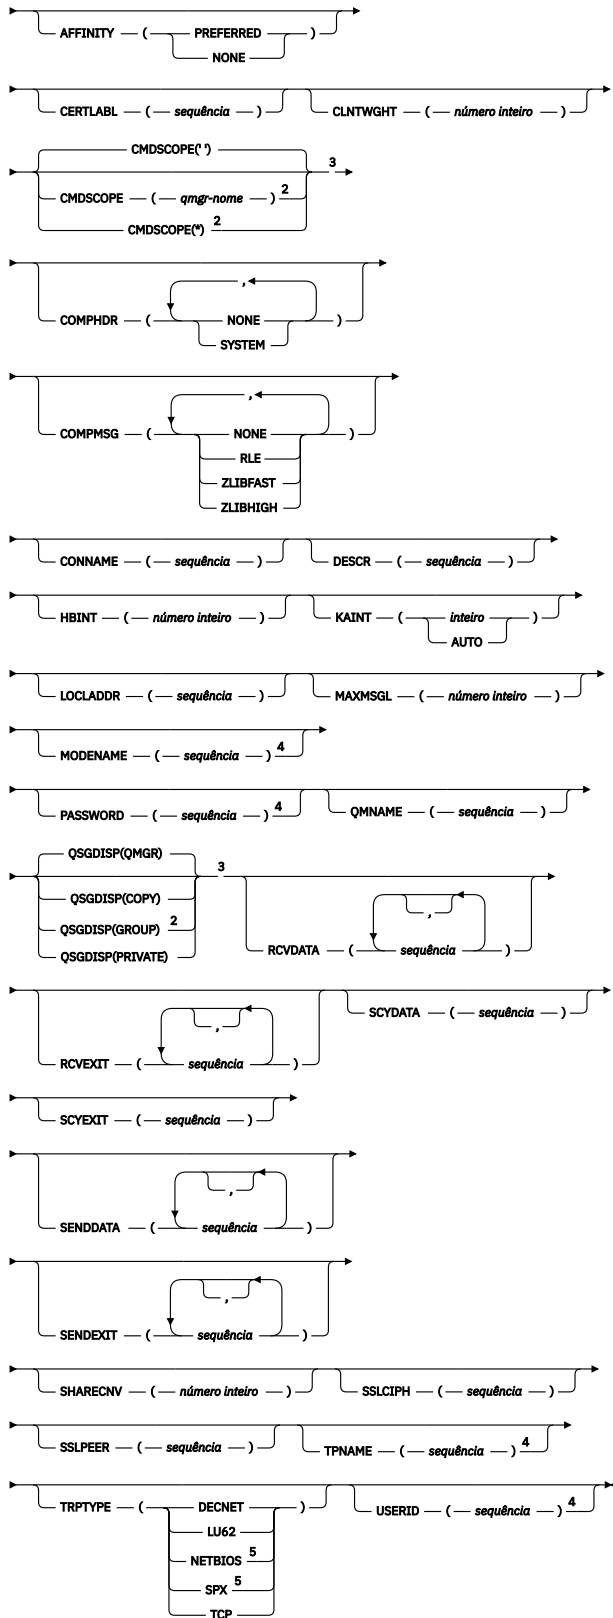 AFFINITY ( PREFERRED )
NONE
CERTLABL ( sequência ) CLNTWGHT ( número inteiro )
CMDSCOPE(' ')
3
CMDSCOPE ( qmgr-nome ) 2
CMDSCOPE(*) 2
,
COMPHDR ( NONE )
SYSTEM
,
COMPMSG ( NONE )
RLE
ZLIBFAST
ZLIBHIGH
CONNAME ( sequência ) DESCR ( sequência )
HBINT ( número inteiro ) KAINT ( inteiro )
AUTO
LOCLADDR ( sequência ) MAXMSGL ( número inteiro )
MODENAME ( sequência ) 4
PASSWORD ( sequência ) 4 QMNAME ( sequência )
QSGDISP(QMGR)
3
QSGDISP(COPY)
,
QSGDISP(GROUP) 2
RCVDATA ( sequência )
QSGDISP(PRIVATE)
SCYDATA ( sequência )
,
RCVEXIT ( sequência )
SCYEXIT ( sequência )
,
SENDDATA ( sequência )
,
SENDEXIT ( sequência )
SHARECNV ( número inteiro ) SSLCIPH ( sequência )
SSLPEER ( sequência ) TPNAME ( sequência ) 4
TRPTYPE ( DECNET ) USERID ( sequência ) 4
LU62
NETBIOS 5
SPX 5
TCP